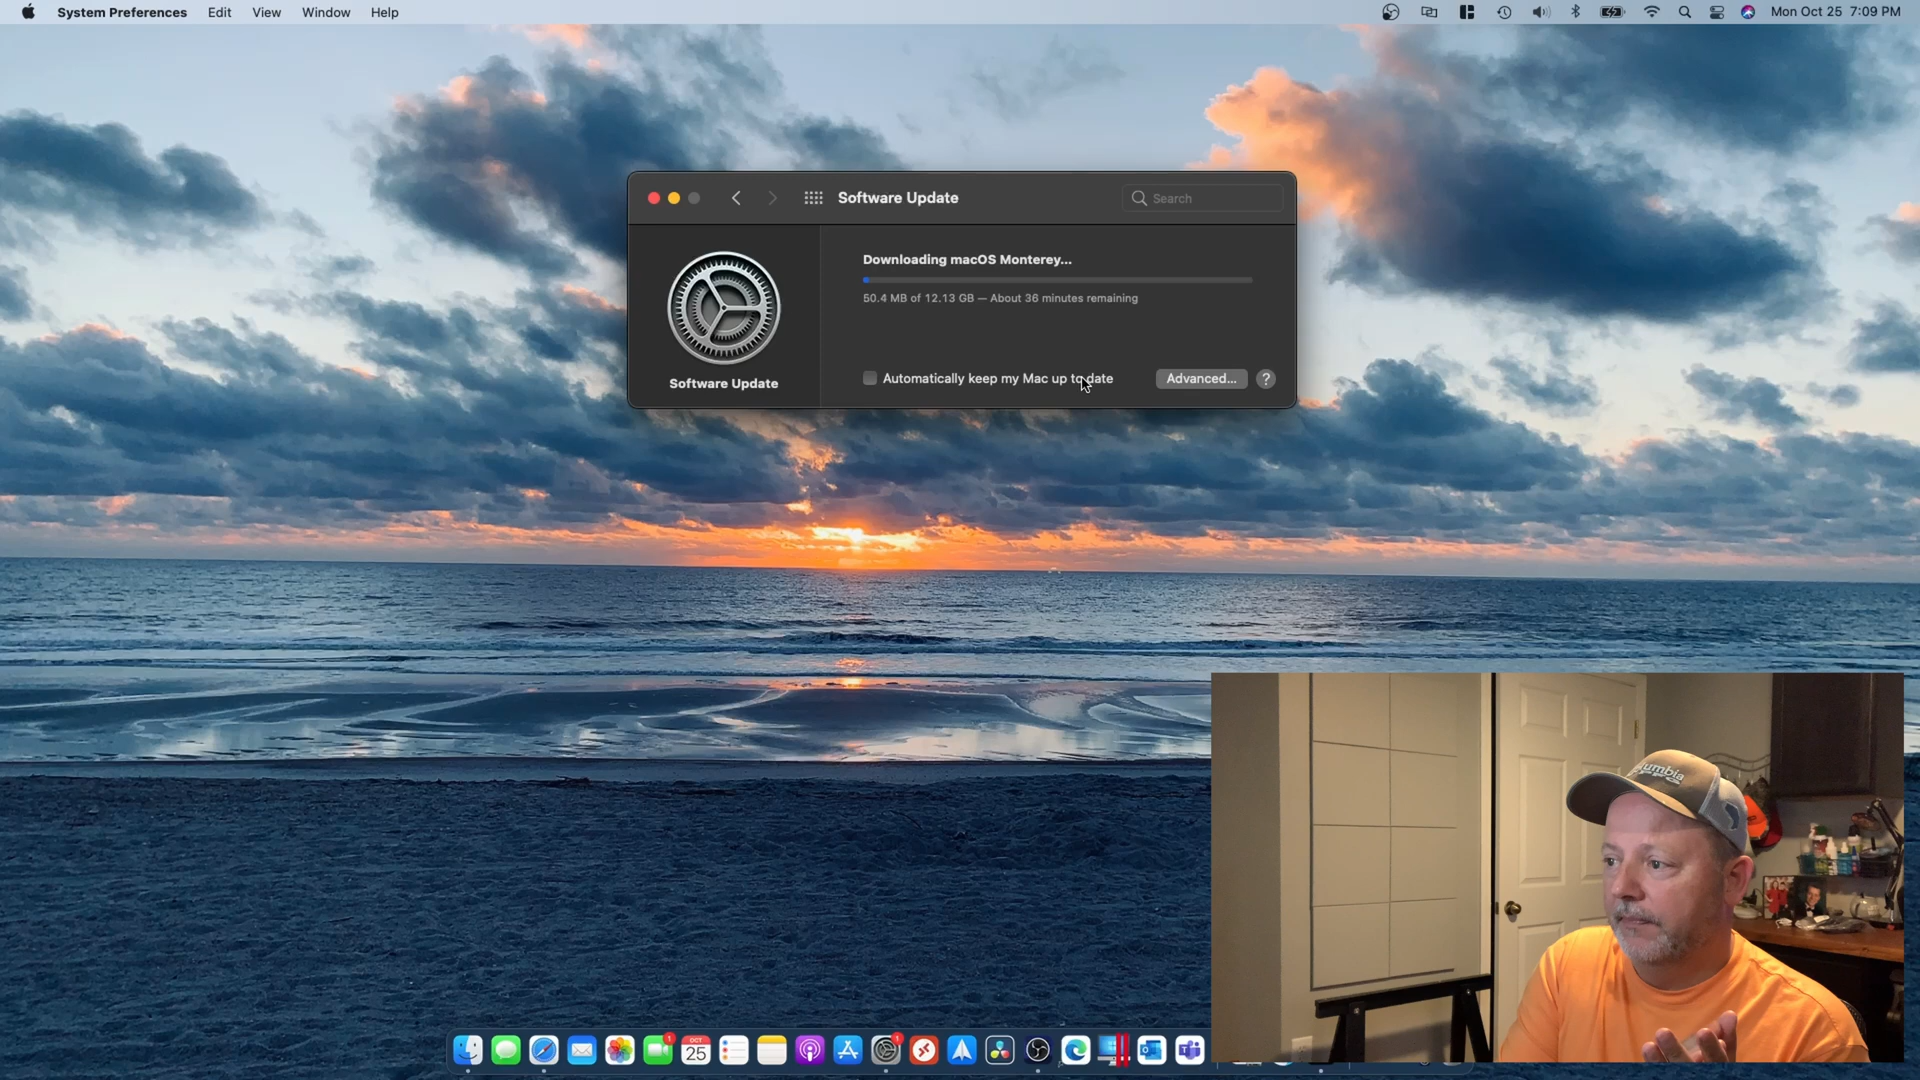 System Preferences Edit View Window Help
Mon Oct 25 7:09 PM
Software Update
Search
Downloading macOS Monterey...
50.4 MB of 12.13 GB — About 36 minutes remaining
Automatically keep my Mac up to date
Advanced...
?
Software Update
1
OCT
25
1